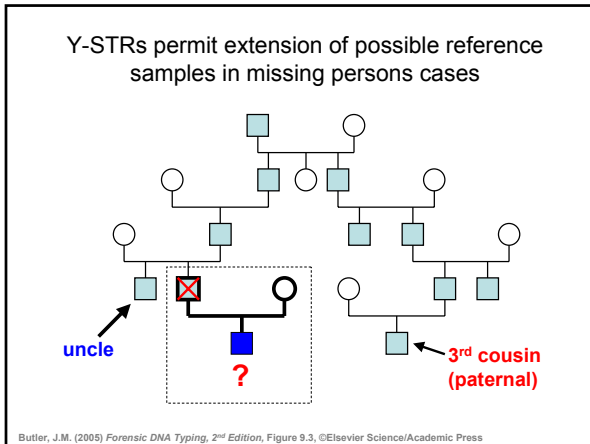 Y-STRs permit extension of possible reference
samples in missing persons cases
uncle
?
3rd cousin
(paternal)
Butler, J.M. (2005) Forensic DNA Typing, 2nd Edition, Figure 9.3, ©Elsevier Science/Academic Press